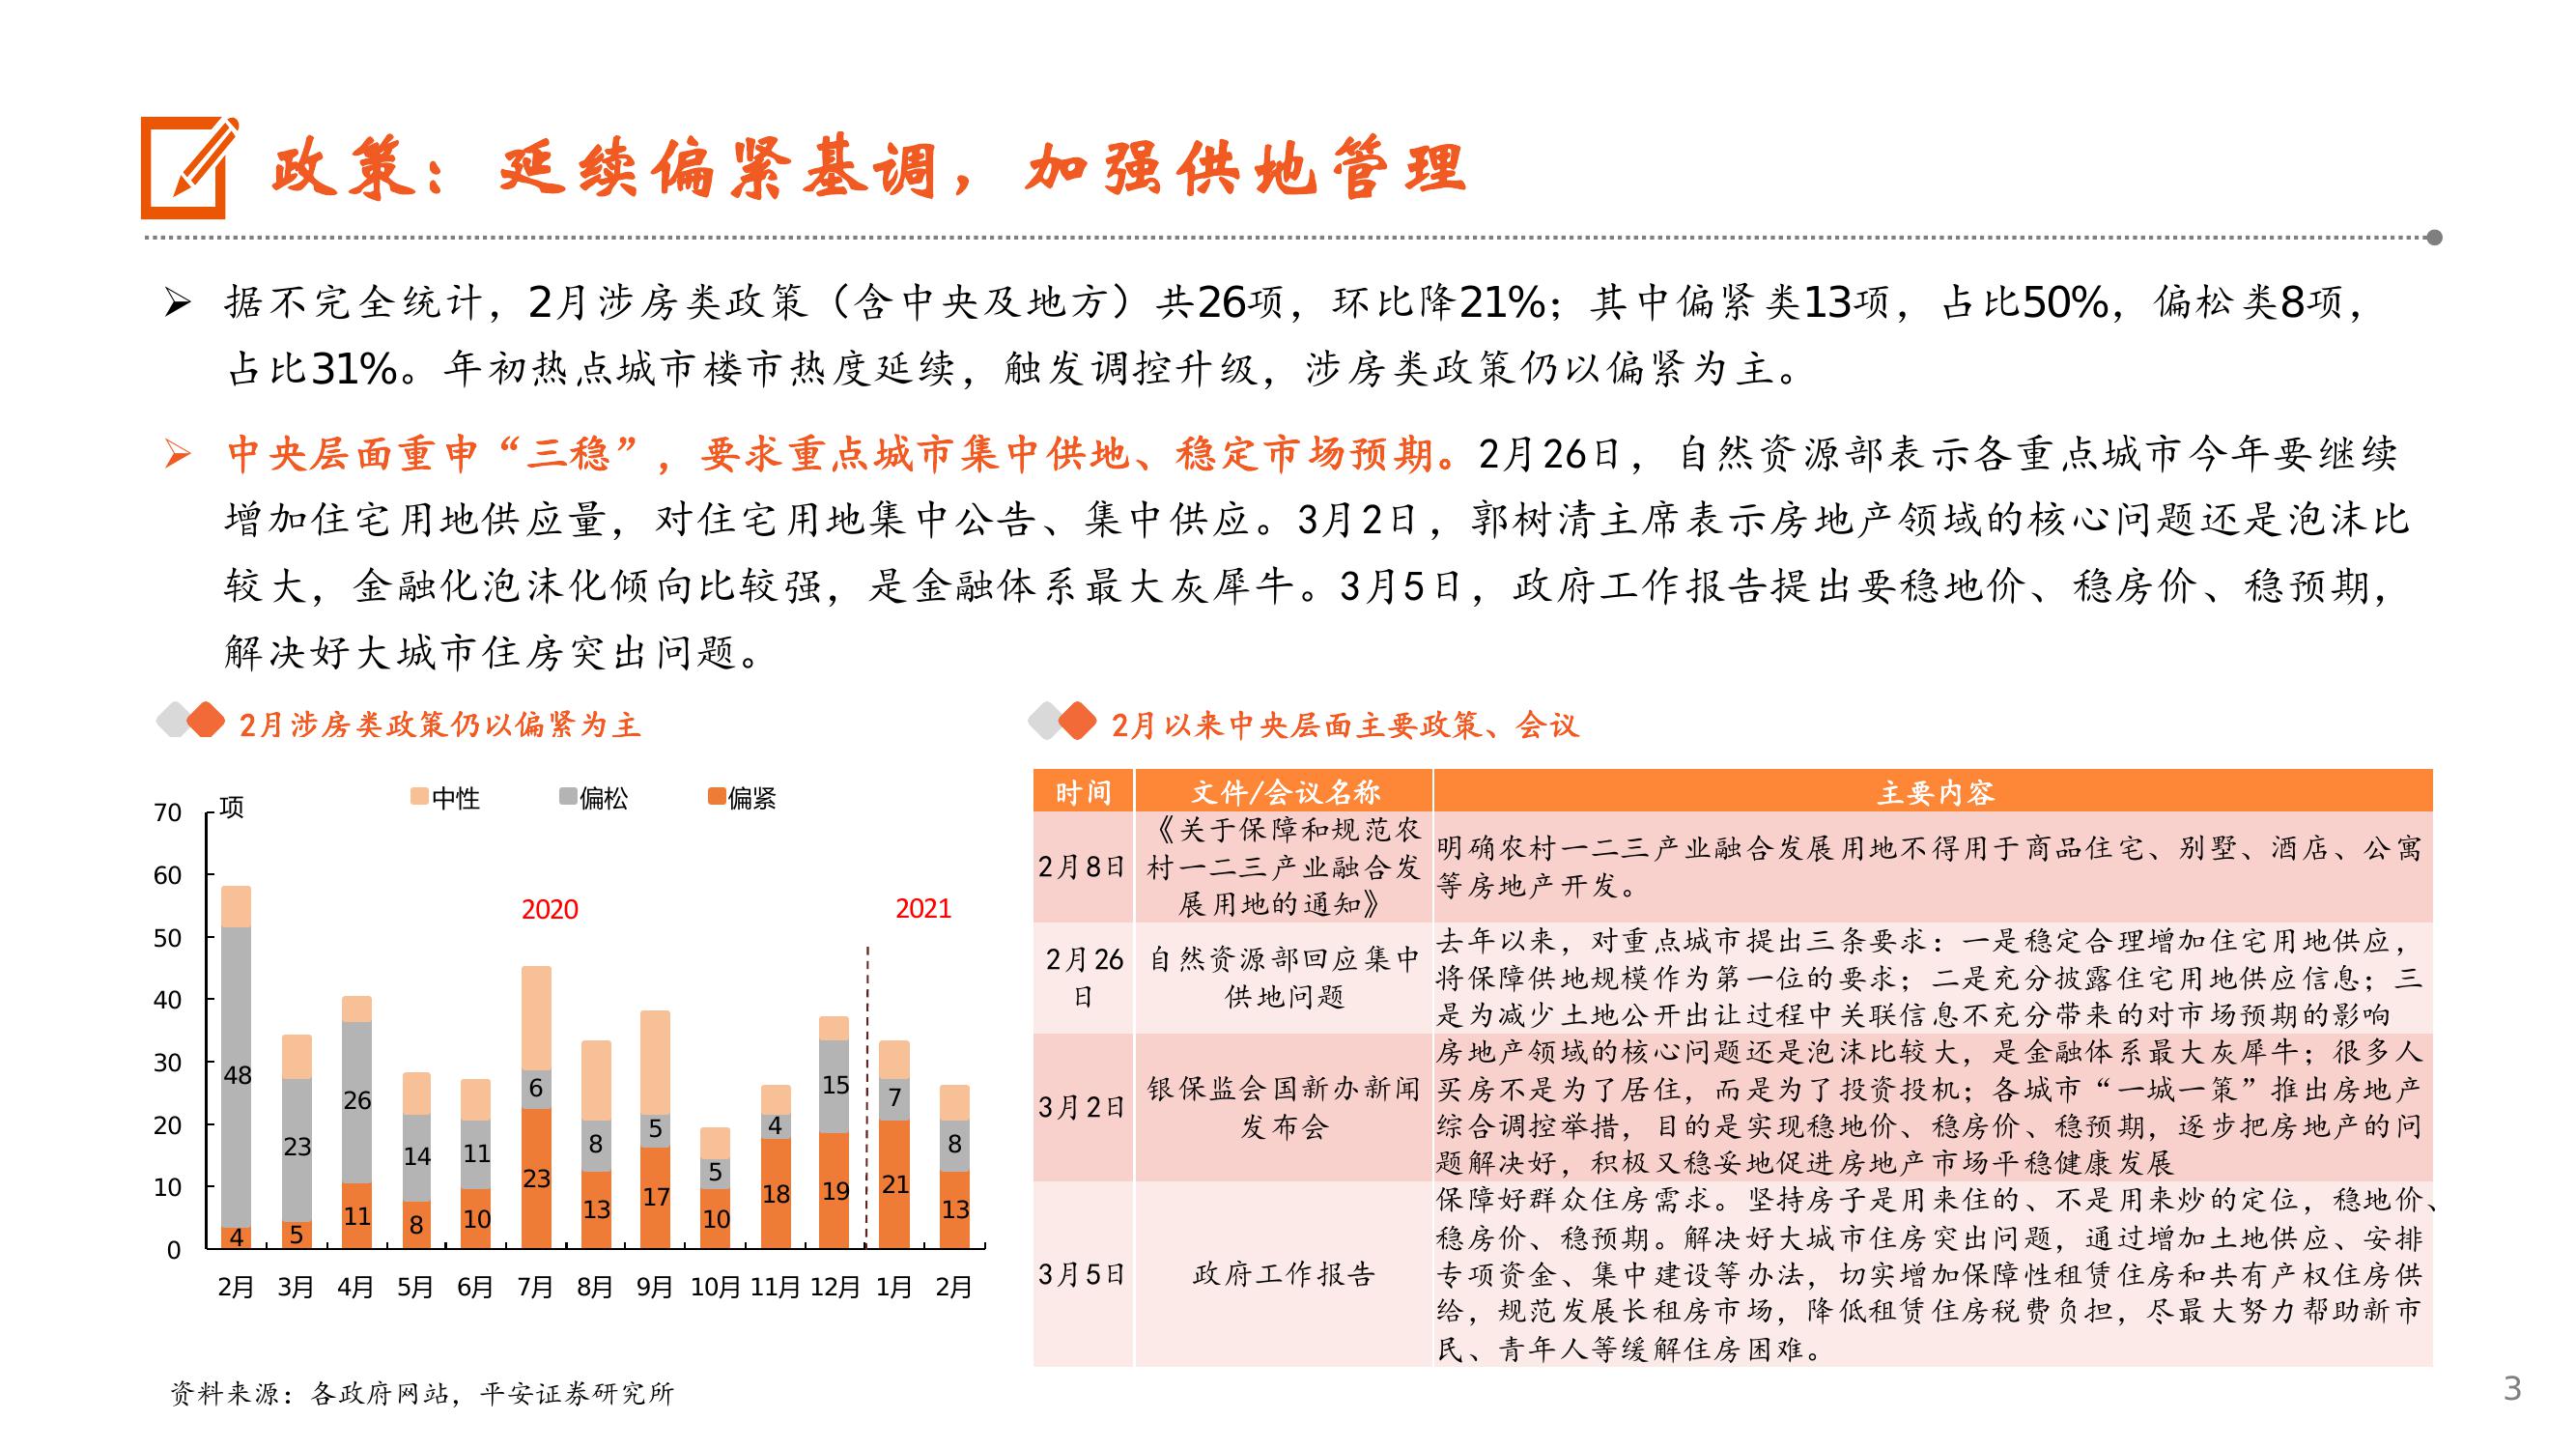 政策：延续偏紧基调，加强供地管理
据不完全统计，2月涉房类政策（含中央及地方）共26项，环比降21%；其中偏紧类13项，占比50%，偏松类8项，
占比31%。年初热点城市楼市热度延续，触发调控升级，涉房类政策仍以偏紧为主。
中央层面重申“三稳”，要求重点城市集中供地、稳定市场预期。2月26日，自然资源部表示各重点城市今年要继续
增加住宅用地供应量，对住宅用地集中公告、集中供应。3月2日，郭树清主席表示房地产领域的核心问题还是泡沫比
较大，金融化泡沫化倾向比较强，是金融体系最大灰犀牛。3月5日，政府工作报告提出要稳地价、稳房价、稳预期，
解决好大城市住房突出问题。
2月涉房类政策仍以偏紧为主
项
中性 偏松 偏紧
70
60
50
40
30
20
10
0
2020 2021
48 23 26 14 11 6 8 5 5 4 15 7 8
4 5 11 8 10 23 13 17 10 18 19 21 13
2月 3月 4月 5月 6月 7月 8月 9月 10月 11月 12月 1月 2月
2月以来中央层面主要政策、会议
时间 文件/会议名称 主要内容
2月8日
《关于保障和规范农
村一二三产业融合发
展用地的通知》
明确农村一二三产业融合发展用地不得用于商品住宅、别墅、酒店、公寓
等房地产开发。
2月26
日
自然资源部回应集中
供地问题
去年以来，对重点城市提出三条要求：一是稳定合理增加住宅用地供应，
将保障供地规模作为第一位的要求；二是充分披露住宅用地供应信息；三
是为减少土地公开出让过程中关联信息不充分带来的对市场预期的影响
3月2日
银保监会国新办新闻
发布会
房地产领域的核心问题还是泡沫比较大，是金融体系最大灰犀牛；很多人
买房不是为了居住，而是为了投资投机；各城市“一城一策”推出房地产
综合调控举措，目的是实现稳地价、稳房价、稳预期，逐步把房地产的问
题解决好，积极又稳妥地促进房地产市场平稳健康发展
3月5日
政府工作报告
保障好群众住房需求。坚持房子是用来住的、不是用来炒的定位，稳地价、
稳房价、稳预期。解决好大城市住房突出问题，通过增加土地供应、安排
专项资金、集中建设等办法，切实增加保障性租赁住房和共有产权住房供
给，规范发展长租房市场，降低租赁住房税费负担，尽最大努力帮助新市
民、青年人等缓解住房困难。
资料来源：各政府网站，平安证券研究所
3